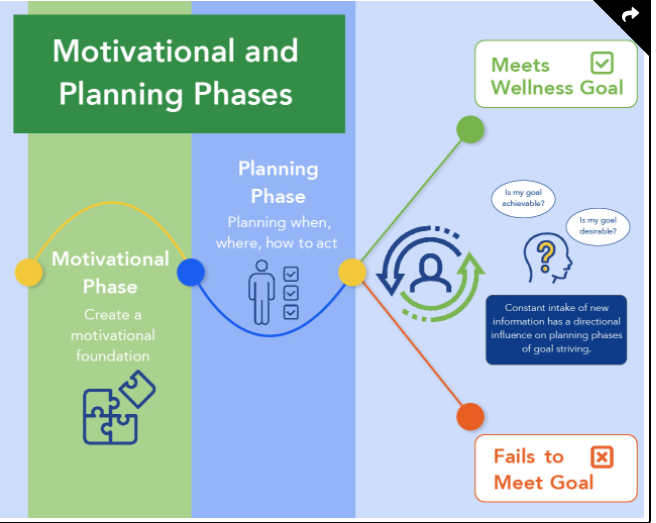 Motivational and
Planning Phases
Motivational
Phase
Create a
motivational
foundation
Planning
Phase
Planning when,
where, how to act
Meets
Wellness Goal
Is my goal
achievable?
Is my goal
desirable?
Constant intake of new
information has a directional
influence on planning phases
of goal striving.
Fails to
Meet Goal